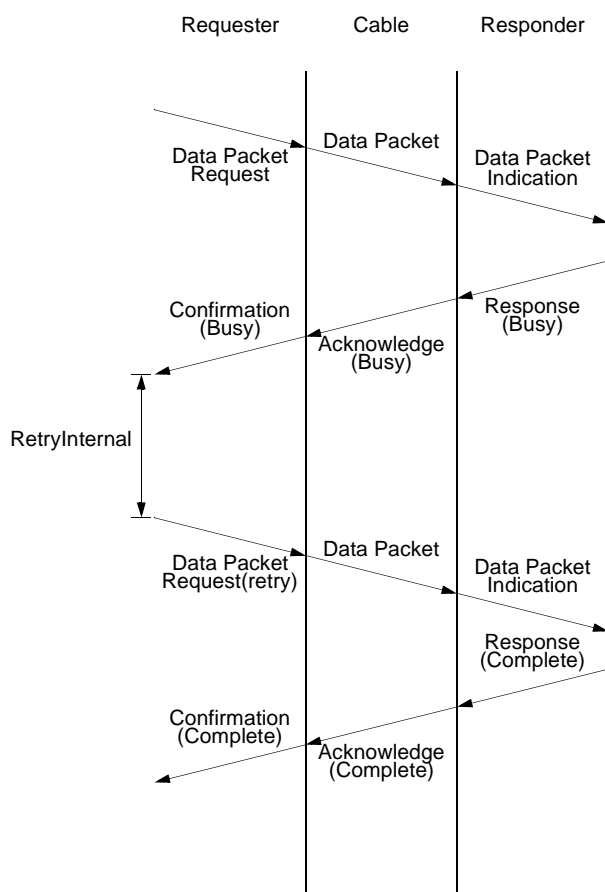 Requester
Cable
Responder
Data Packet
Data Packet
Request
Data Packet
Indication
Confirmation
(Busy)
Response
(Busy)
Acknowledge
(Busy)
RetryInternal
Data Packet
Data Packet
Request(retry)
Data Packet
Indication
Response
(Complete)
Confirmation
(Complete)
Acknowledge
(Complete)